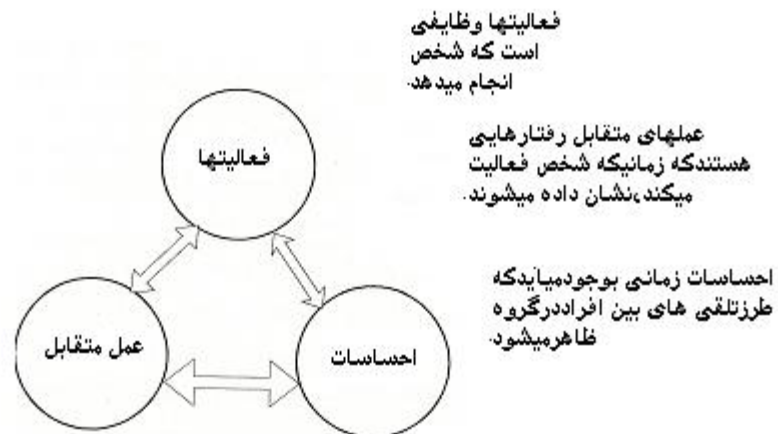 فعالیتها وظایفی
است که شخص
انجام میدهد.
عملهای متقابل رفتارهایی
هستندکه زمانیکه شخص فعالیت
میکند،نشان داده میشوند.
احساسات زمانی بوجودمیآیدکه
طرزتلقی های بین افراددرگروه
ظاهرمیشود.
فعالیتها
عمل متقابل
احساسات